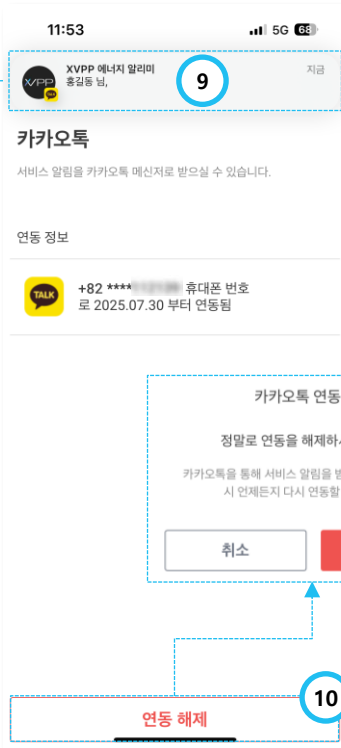 11:53
5G 68
XVPP 에너지 알리미
지금
XVPP
홍길동 님,
9
카카오톡
서비스 알림을 카카오톡 메신저로 받으실 수 있습니다.
연동 정보
TALK
+82 **** 휴대폰 번호
로 2025.07.30 부터 연동됨
카카오톡 연동
정말로 연동을 해제하
카카오톡을 통해 서비스 알림을 받
시 언제든지 다시 연동할
취소
10
연동 해제